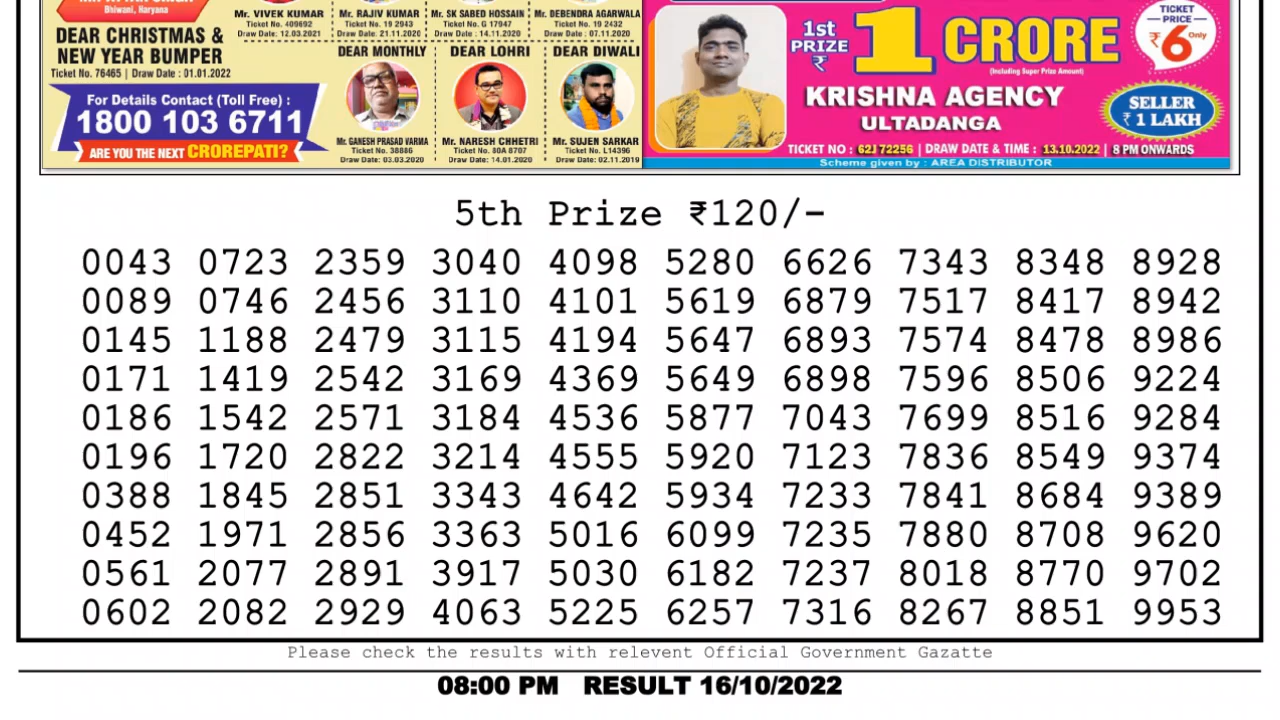 Bhiwani, Haryana
DEAR CHRISTMAS &
NEW YEAR BUMPER
Ticket No. 76465 | Draw Date : 01.01.2022
For Details Contact (Toll Free) :
1800 103 6711
ARE YOU THE NEXT CROREPATI?
Mr. VIVEK KUMAR
Ticket No. 409692
Draw Date: 12.03.2021
Mr. RAJIV KUMAR
Ticket No. 19 2943
Draw Date: 21.11.2020
Mr. SK SABED HOSSAIN
Ticket No. G 17947
Draw Date: 14.11.2020
Mr. DEBENDRA AGARWALA
Ticket No. 19 2432
Draw Date: 07.11.2020
DEAR MONTHLY
Mr. GANESH PRASAD VARMA
Ticket No. 38886
Draw Date: 03.03.2020
DEAR LOHRI
Mr. NARESH CHHETRI
Ticket No. 80A 8707
Draw Date: 14.01.2020
DEAR DIWALI
Mr. SUJEN SARKAR
Ticket No. L14396
Draw Date: 02.11.2019
1st
PRIZE
₹
1 CRORE
(Including Super Prize Amount)
TICKET
PRICE
₹6 Only
KRISHNA AGENCY
ULTADANGA
SELLER
₹ 1 LAKH
TICKET NO : 62J 72256 | DRAW DATE & TIME : 13.10.2022 | 8 PM ONWARDS
Scheme given by : AREA DISTRIBUTOR
5th Prize ₹120/-
0043 0723 2359 3040 4098 5280 6626 7343 8348 8928
0089 0746 2456 3110 4101 5619 6879 7517 8417 8942
0145 1188 2479 3115 4194 5647 6893 7574 8478 8986
0171 1419 2542 3169 4369 5649 6898 7596 8506 9224
0186 1542 2571 3184 4536 5877 7043 7699 8516 9284
0196 1720 2822 3214 4555 5920 7123 7836 8549 9374
0388 1845 2851 3343 4642 5934 7233 7841 8684 9389
0452 1971 2856 3363 5016 6099 7235 7880 8708 9620
0561 2077 2891 3917 5030 6182 7237 8018 8770 9702
0602 2082 2929 4063 5225 6257 7316 8267 8851 9953
Please check the results with relevent Official Government Gazatte
08:00 PM RESULT 16/10/2022